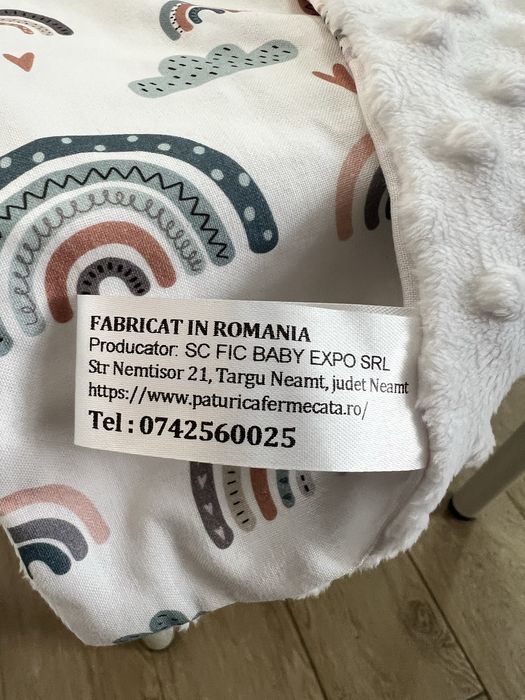 FABRICAT IN ROMANIA
Producator: SC FIC BABY EXPO SRL
Str Nemtisor 21, Targu Neamt, judet Neamt
https://www.paturicafermecata.ro/
Tel : 0742560025